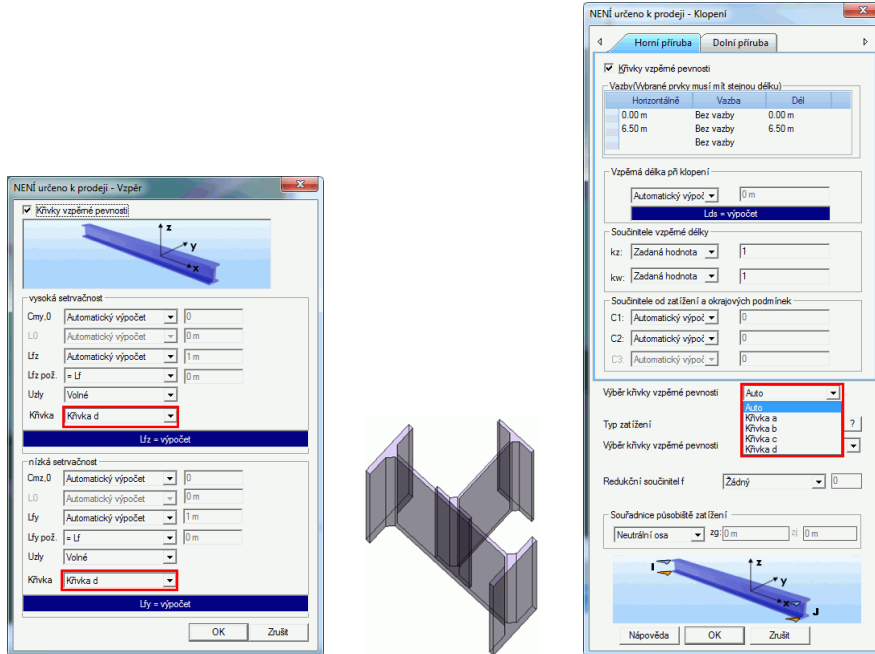 NENÍ určeno k prodeji - Vzpěr
Křivky vzpěrné pevnosti
z
y
x
vysoká setrvačnost
Cmy,0 Automatický výpočet 0
L0 Automatický výpočet 0 m
Lfz Automatický výpočet 1 m
Lfz pož. = Lf 0 m
Uzly Volné
Křivka Křivka d
Lfz = výpočet
nízká setrvačnost
Cmz,0 Automatický výpočet 0
L0 Automatický výpočet 0 m
Lfy Automatický výpočet 1 m
Lfy pož. = Lf 0 m
Uzly Volné
Křivka Křivka d
Lfy = výpočet
OK Zrušit
NENÍ určeno k prodeji - Klopení
Horní příruba Dolní příruba
Křivky vzpěrné pevnosti
Vazby(Vybrané prvky musí mít stejnou délku)
Horizontálně Vazba Dél
0.00 m Bez vazby 0.00 m
6.50 m Bez vazby 6.50 m
Bez vazby
Vzpěrná délka při klopení
Automatický výpoč 0 m
Lds = výpočet
Součinitele vzpěrné délky
kz: Zadaná hodnota 1
kw: Zadaná hodnota 1
Součinitele od zatížení a okrajových podmínek
C1: Automatický výpoč 0
C2: Automatický výpoč 0
C3: Automatický výpoč 0
Výběr křivky vzpěrné pevnosti Auto
Auto
Křivka a
Křivka b
Křivka c
Křivka d
Typ zatížení ?
Výběr křivky vzpěrné pevnosti
Redukční součinitel f Žádný 0
Souřadnice působiště zatížení
Neutrální osa zg: 0 m zj: 0 m
I
z
y
x
J
Nápověda OK Zrušit